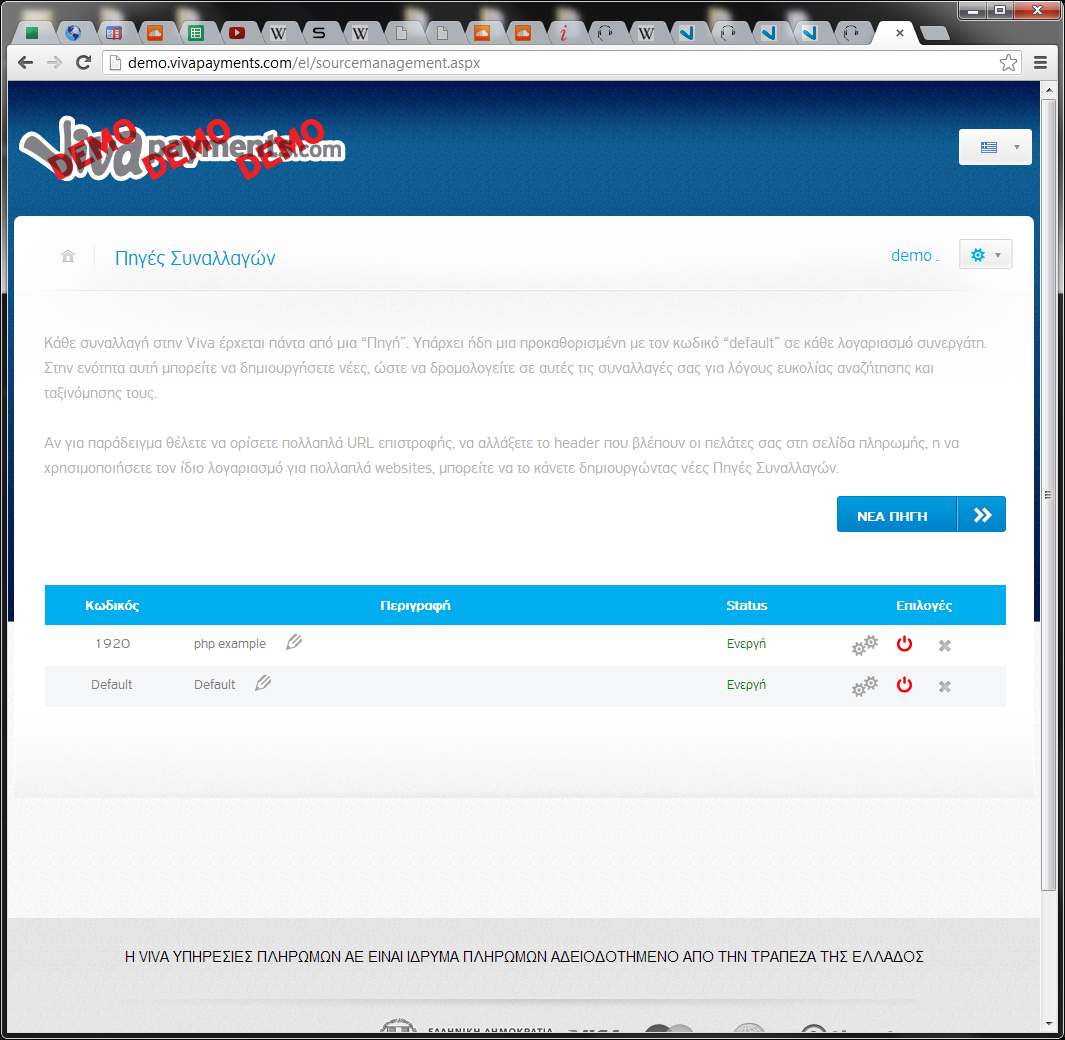 demo.vivapayments.com/el/sourcemanagement.aspx
Viva payments.com
DEMO DEMO DEMO
Πηγές Συναλλαγών
demo .
Κάθε συναλλαγή στην Viva έρχεται πάντα από μια “Πηγή”. Υπάρχει ήδη μια προκαθορισμένη με τον κωδικό “default” σε κάθε λογαριασμό συνεργάτη.
Στην ενότητα αυτή μπορείτε να δημιουργήσετε νέες, ώστε να δρομολογείτε σε αυτές τις συναλλαγές σας για λόγους ευκολίας αναζήτησης και
ταξινόμησης τους.
Αν για παράδειγμα θέλετε να ορίσετε πολλαπλά URL επιστροφής, να αλλάξετε το header που βλέπουν οι πελάτες σας στη σελίδα πληρωμής, η να
χρησιμοποιήσετε τον ίδιο λογαριασμό για πολλαπλά websites, μπορείτε να το κάνετε δημιουργώντας νέες Πηγές Συναλλαγών.
ΝΕΑ ΠΗΓΗ
Κωδικός Περιγραφή Status Επιλογές
1920 php example Ενεργή
Default Default Ενεργή
Η VIVA ΥΠΗΡΕΣΙΕΣ ΠΛΗΡΩΜΩΝ ΑΕ ΕΙΝΑΙ ΙΔΡΥΜΑ ΠΛΗΡΩΜΩΝ ΑΔΕΙΟΔΟΤΗΜΕΝΟ ΑΠΟ ΤΗΝ ΤΡΑΠΕΖΑ ΤΗΣ ΕΛΛΑΔΟΣ
ΕΛΛΗΝΙΚΗ ΔΗΜΟΚΡΑΤΙΑ VISA